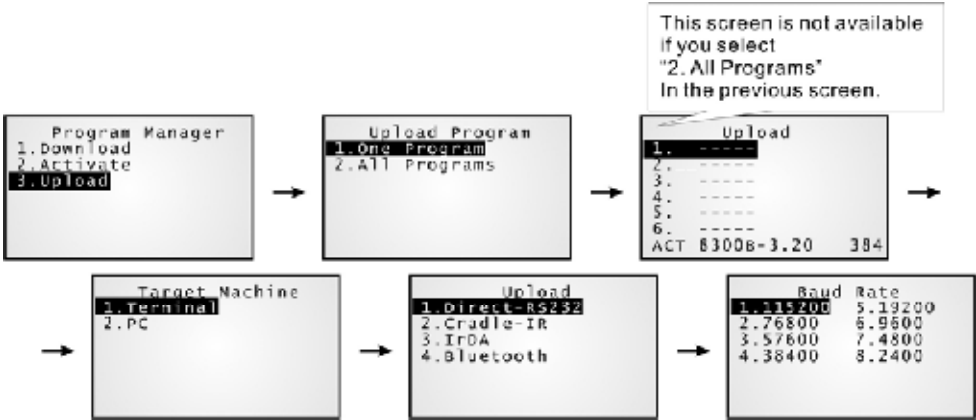 This screen is not available
if you select
"2. All Programs"
In the previous screen.
Program Manager
1.Download
2.Activate
3.Upload
Upload Program
1.One Program
2.All Programs
Upload
1. -----
2. -----
3. -----
4. -----
5. -----
6. -----
ACT 8300B-3.20 384
Target Machine
1.Terminal
2.PC
Upload
1.Direct-RS232
2.Cradle-IR
3.IrDA
4.Bluetooth
Baud Rate
1.115200 5.19200
2.76800 6.9600
3.57600 7.4800
4.38400 8.2400